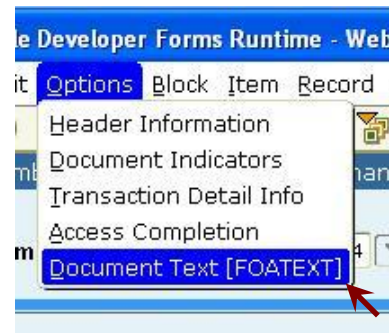 le Developer Forms Runtime - Web
it Options Block Item Record
Header Information
Document Indicators
Transaction Detail Info
Access Completion
Document Text [FOATEXT]